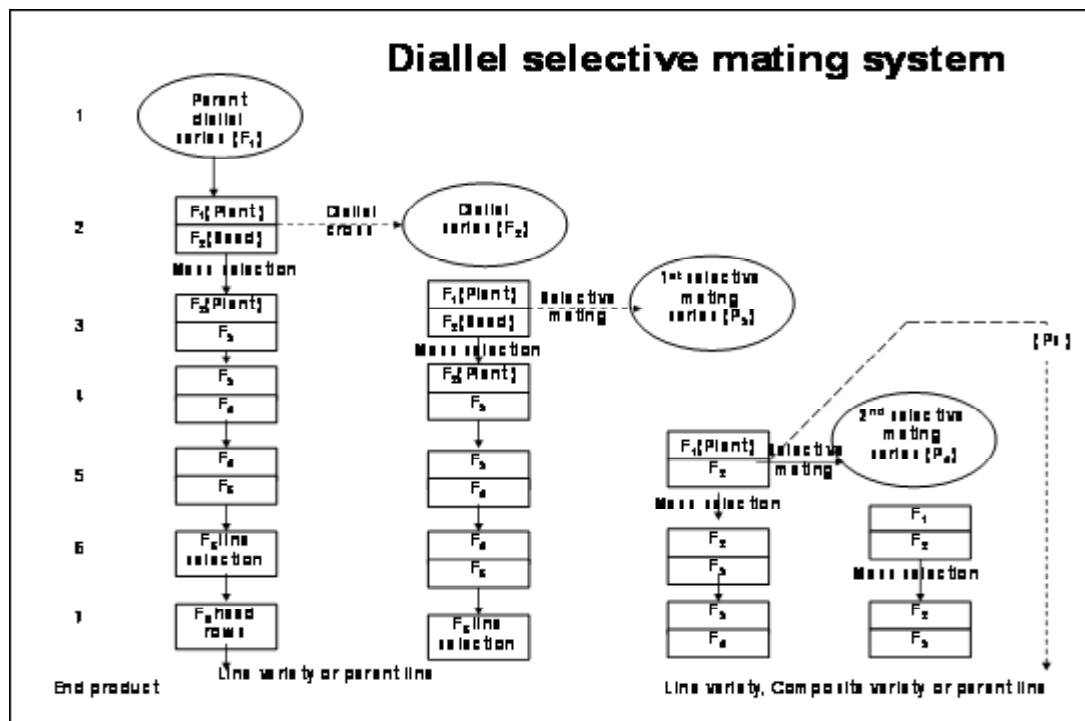 Diallel selective mating system
1
Parent
diallel
series [F₁]
2
F₁[Plant]
F₂[Seed]
Diallel
cross
Diallel
series [F₂]
Mass selection
3
F₂[Plant]
F₃
F₁[Plant]
F₂[Seed]
Selective
mating
1st selective
mating
series [P₃]
Mass selection
4
F₃
F₄
F₂[Plant]
F₃
5
F₄
F₅
F₃
F₄
F₁[Plant]
F₂
Selective
mating
2nd selective
mating
series [P₄]
Mass selection
6
line
selection
F₄
F₅
F₂
F₃
F₁
F₂
Mass selection
7
head
rows
line
selection
F₃
F₄
F₂
F₃
End product
Line variety or parent line
Line variety, Composite variety or parent line